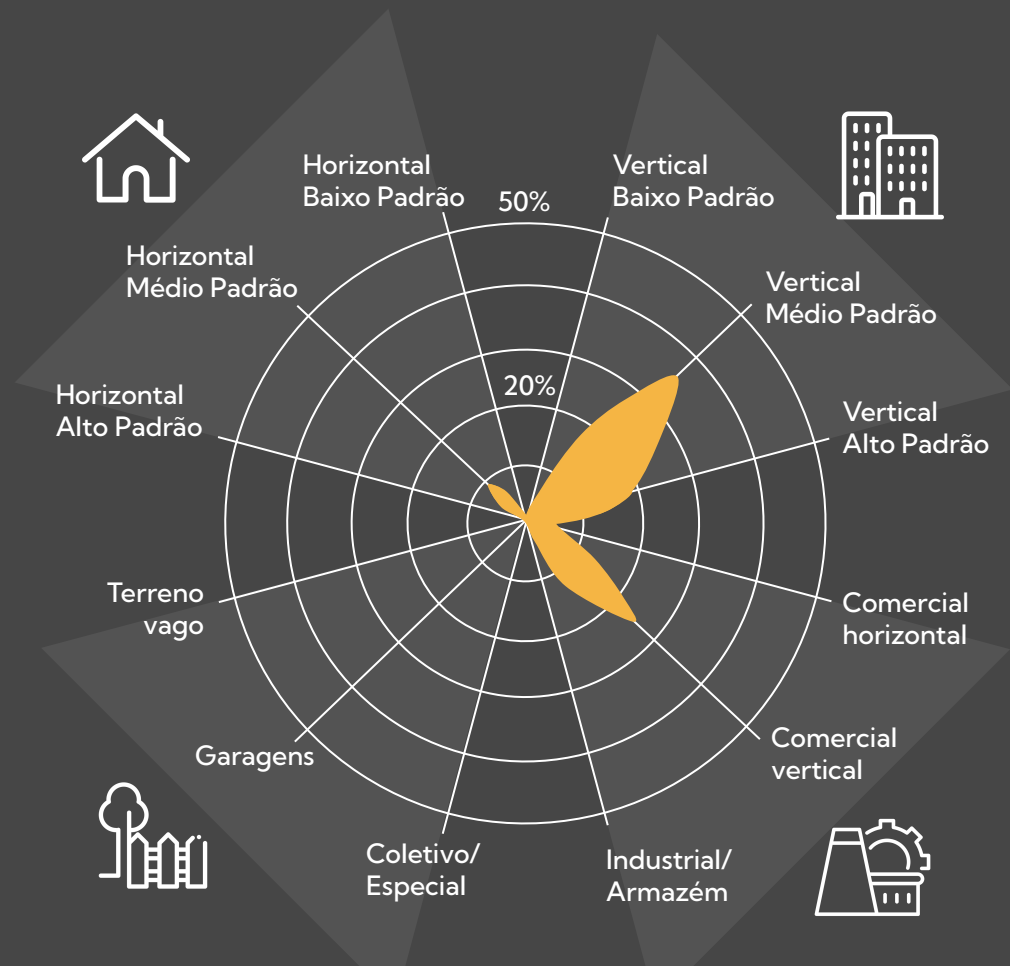 Horizontal
Baixo Padrão
50%
Vertical
Baixo Padrão
Horizontal
Médio Padrão
Vertical
Médio Padrão
20%
Horizontal
Alto Padrão
Vertical
Alto Padrão
Terreno
vago
Comercial
horizontal
Garagens
Comercial
vertical
Coletivo/
Especial
Industrial/
Armazém